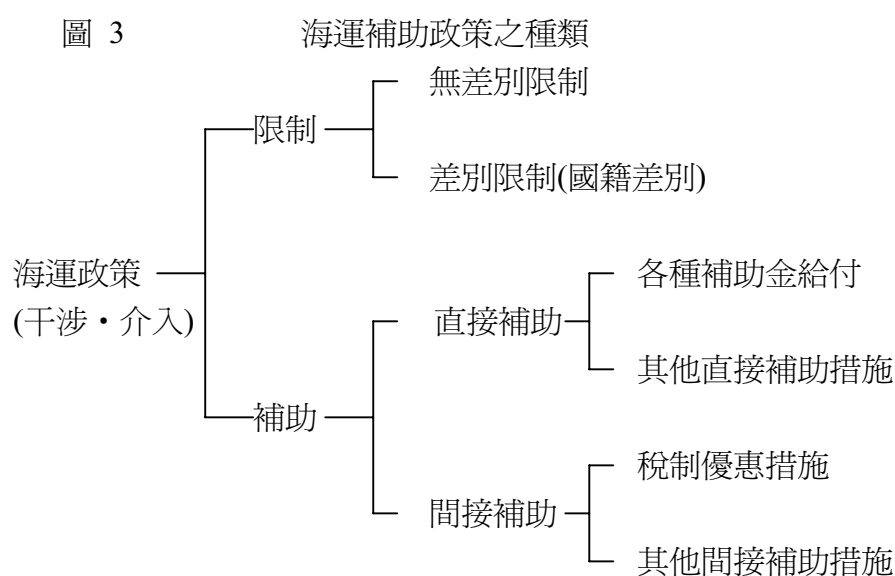 圖 3 海運補助政策之種類
無差別限制
限制
差別限制(國籍差別)
海運政策
(干涉・介入)
各種補助金給付
直接補助
其他直接補助措施
補助
稅制優惠措施
間接補助
其他間接補助措施